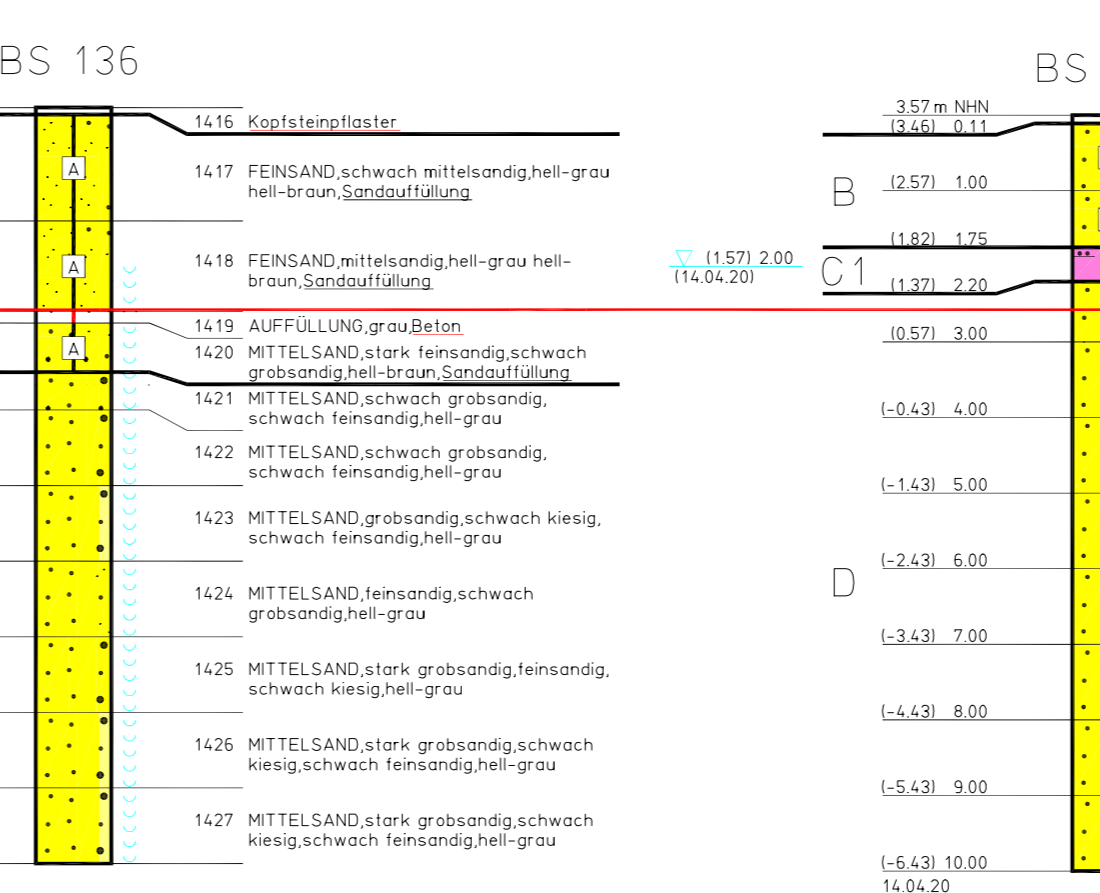 BS 136
1416 Kopfsteinpflaster
1417 FEINSAND,schwach mittelsandig,hell-grau
hell-braun,Sandauffüllung
1418 FEINSAND,mittelsandig,hell-grau hell-
braun,Sandauffüllung
1419 AUFFÜLLUNG,grau,Beton
1420 MITTELSAND,stark feinsandig,schwach
grobsandig,hell-braun,Sandauffüllung
1421 MITTELSAND,schwach grobsandig,
schwach feinsandig,hell-grau
1422 MITTELSAND,schwach grobsandig,
schwach feinsandig,hell-grau
1423 MITTELSAND,grobsandig,schwach kiesig,
schwach feinsandig,hell-grau
1424 MITTELSAND,feinsandig,schwach
grobsandig,hell-grau
1425 MITTELSAND,stark grobsandig,feinsandig,
schwach kiesig,hell-grau
1426 MITTELSAND,stark grobsandig,schwach
kiesig,schwach feinsandig,hell-grau
1427 MITTELSAND,stark grobsandig,schwach
kiesig,schwach feinsandig,hell-grau
A
A
A
(1.57) 2.00
(14.04.20)
B
C1
D
BS
3.57 m NHN
(3.46) 0.11
(2.57) 1.00
(1.82) 1.75
(1.37) 2.20
(0.57) 3.00
(-0.43) 4.00
(-1.43) 5.00
(-2.43) 6.00
(-3.43) 7.00
(-4.43) 8.00
(-5.43) 9.00
(-6.43) 10.00
14.04.20